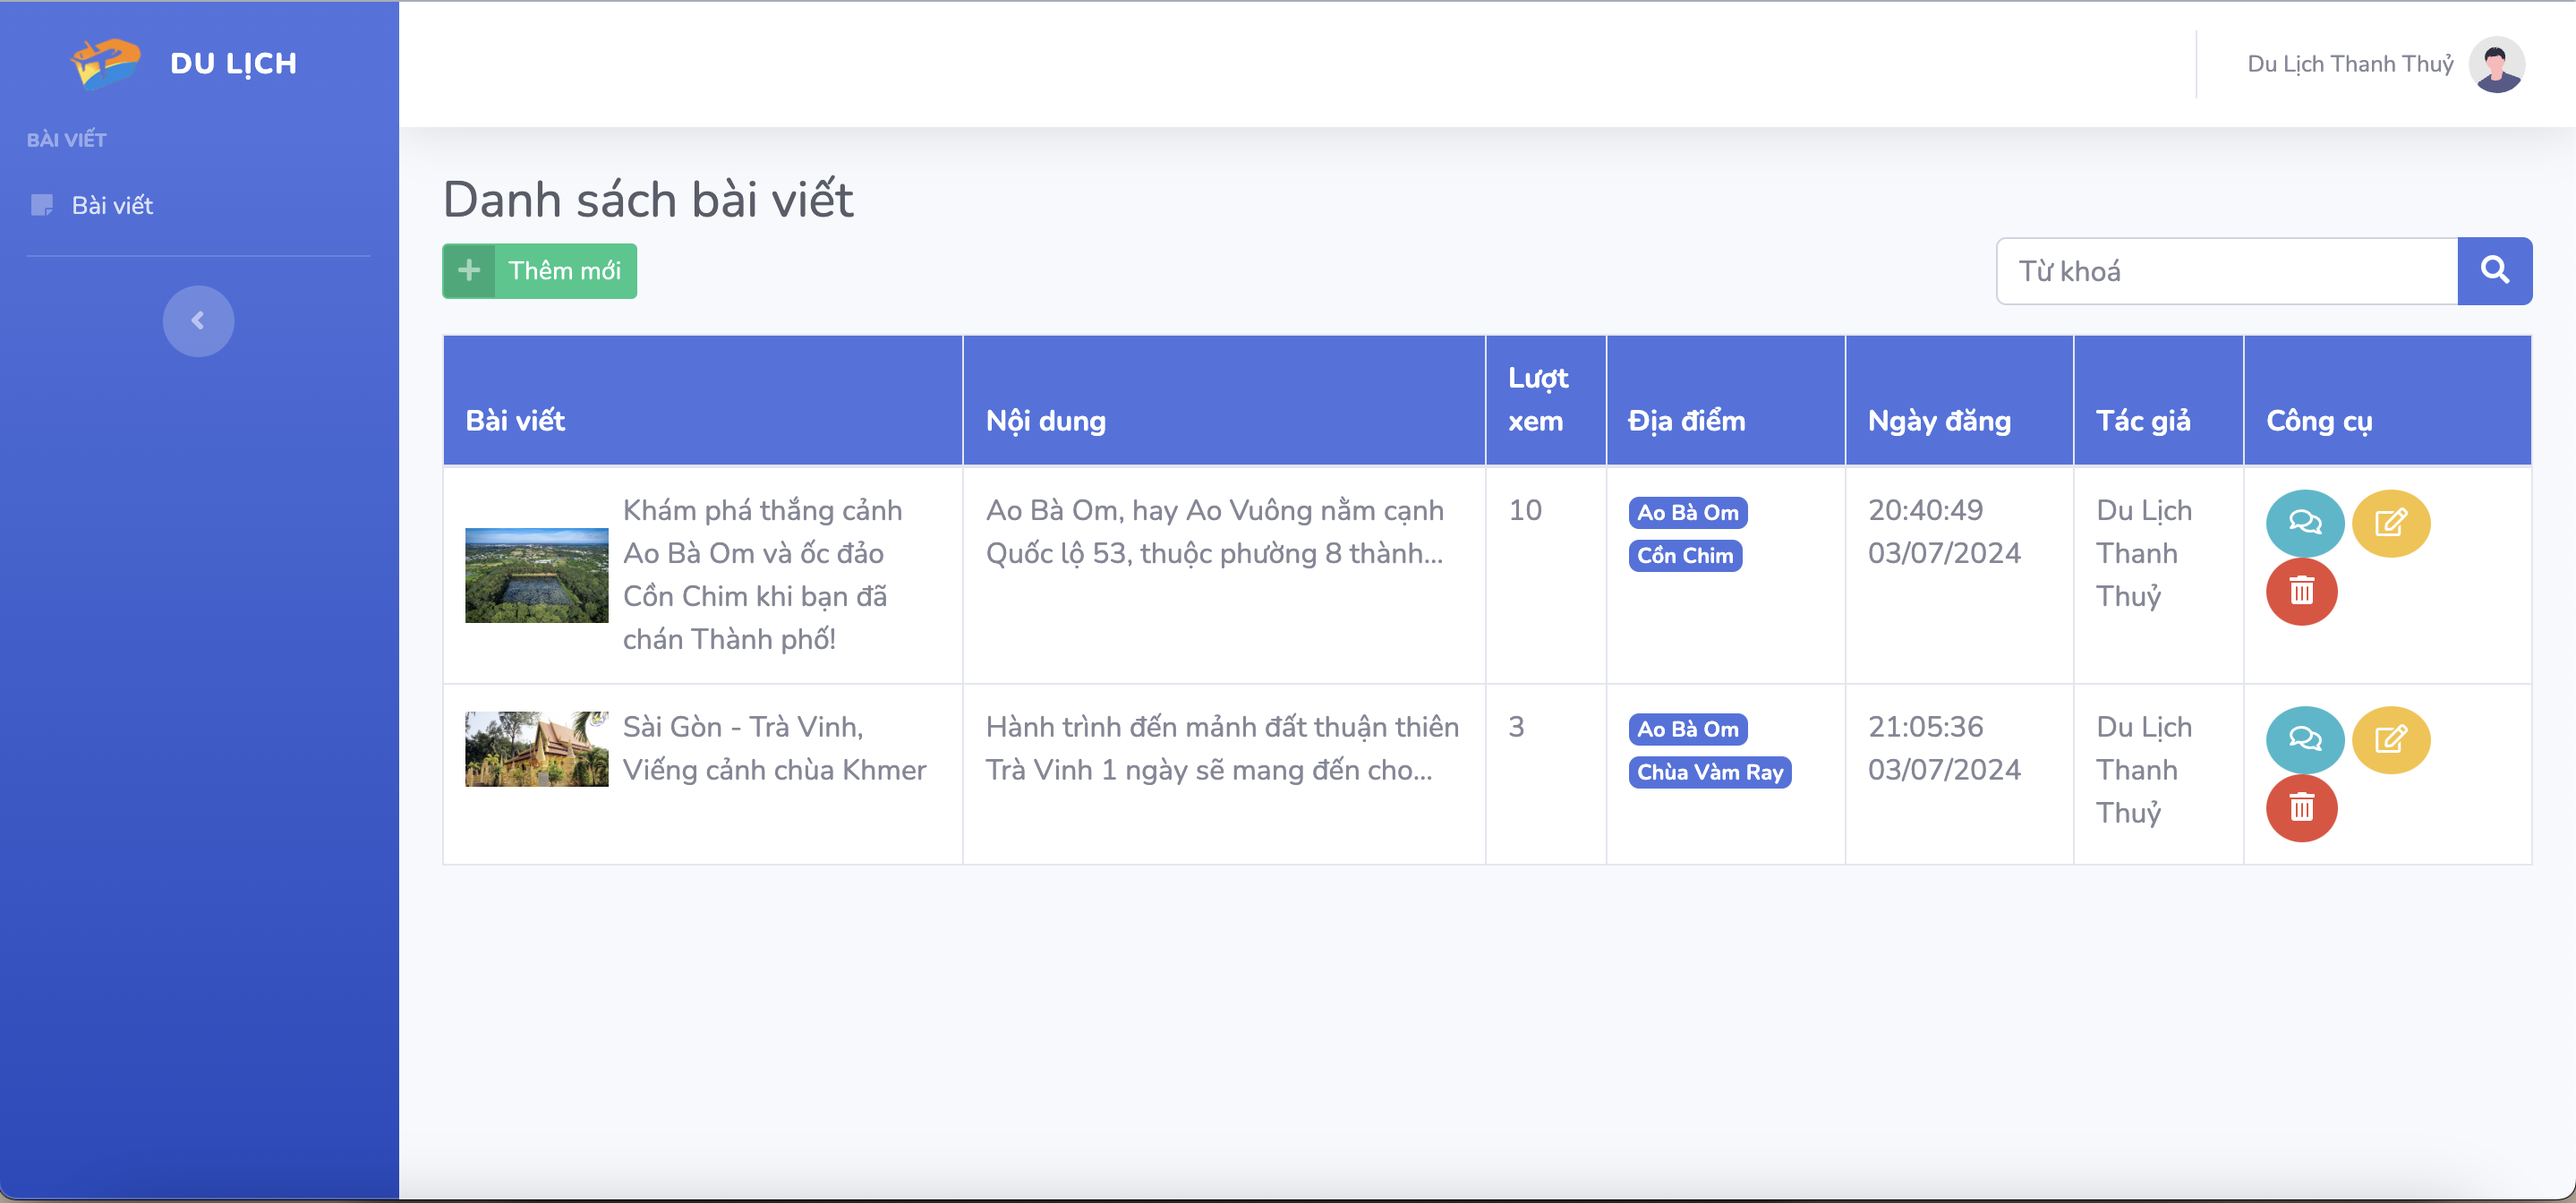 DU LỊCH
Du Lịch Thanh Thuỷ
BÀI VIẾT
Bài viết
Danh sách bài viết
Thêm mới
Từ khoá
Bài viết
Nội dung
Lượt
xem
Địa điểm
Ngày đăng
Tác giả
Công cụ
Khám phá thắng cảnh
Ao Bà Om và ốc đảo
Cồn Chim khi bạn đã
chán Thành phố!
Ao Bà Om, hay Ao Vuông nằm cạnh
Quốc lộ 53, thuộc phường 8 thành...
10
Ao Bà Om
Cồn Chim
20:40:49
03/07/2024
Du Lịch
Thanh
Thuỷ
Sài Gòn - Trà Vinh,
Viếng cảnh chùa Khmer
Hành trình đến mảnh đất thuận thiên
Trà Vinh 1 ngày sẽ mang đến cho...
3
Ao Bà Om
Chùa Vàm Ray
21:05:36
03/07/2024
Du Lịch
Thanh
Thuỷ